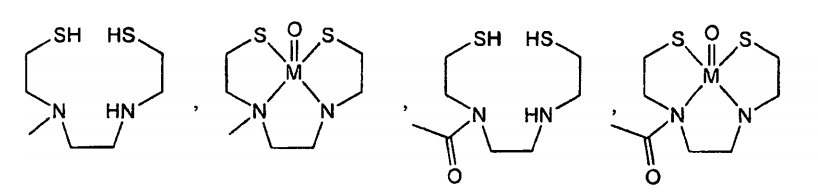 SH HS S O S SH HS S O S
M M
N HN , N N , N HN , N N
O O